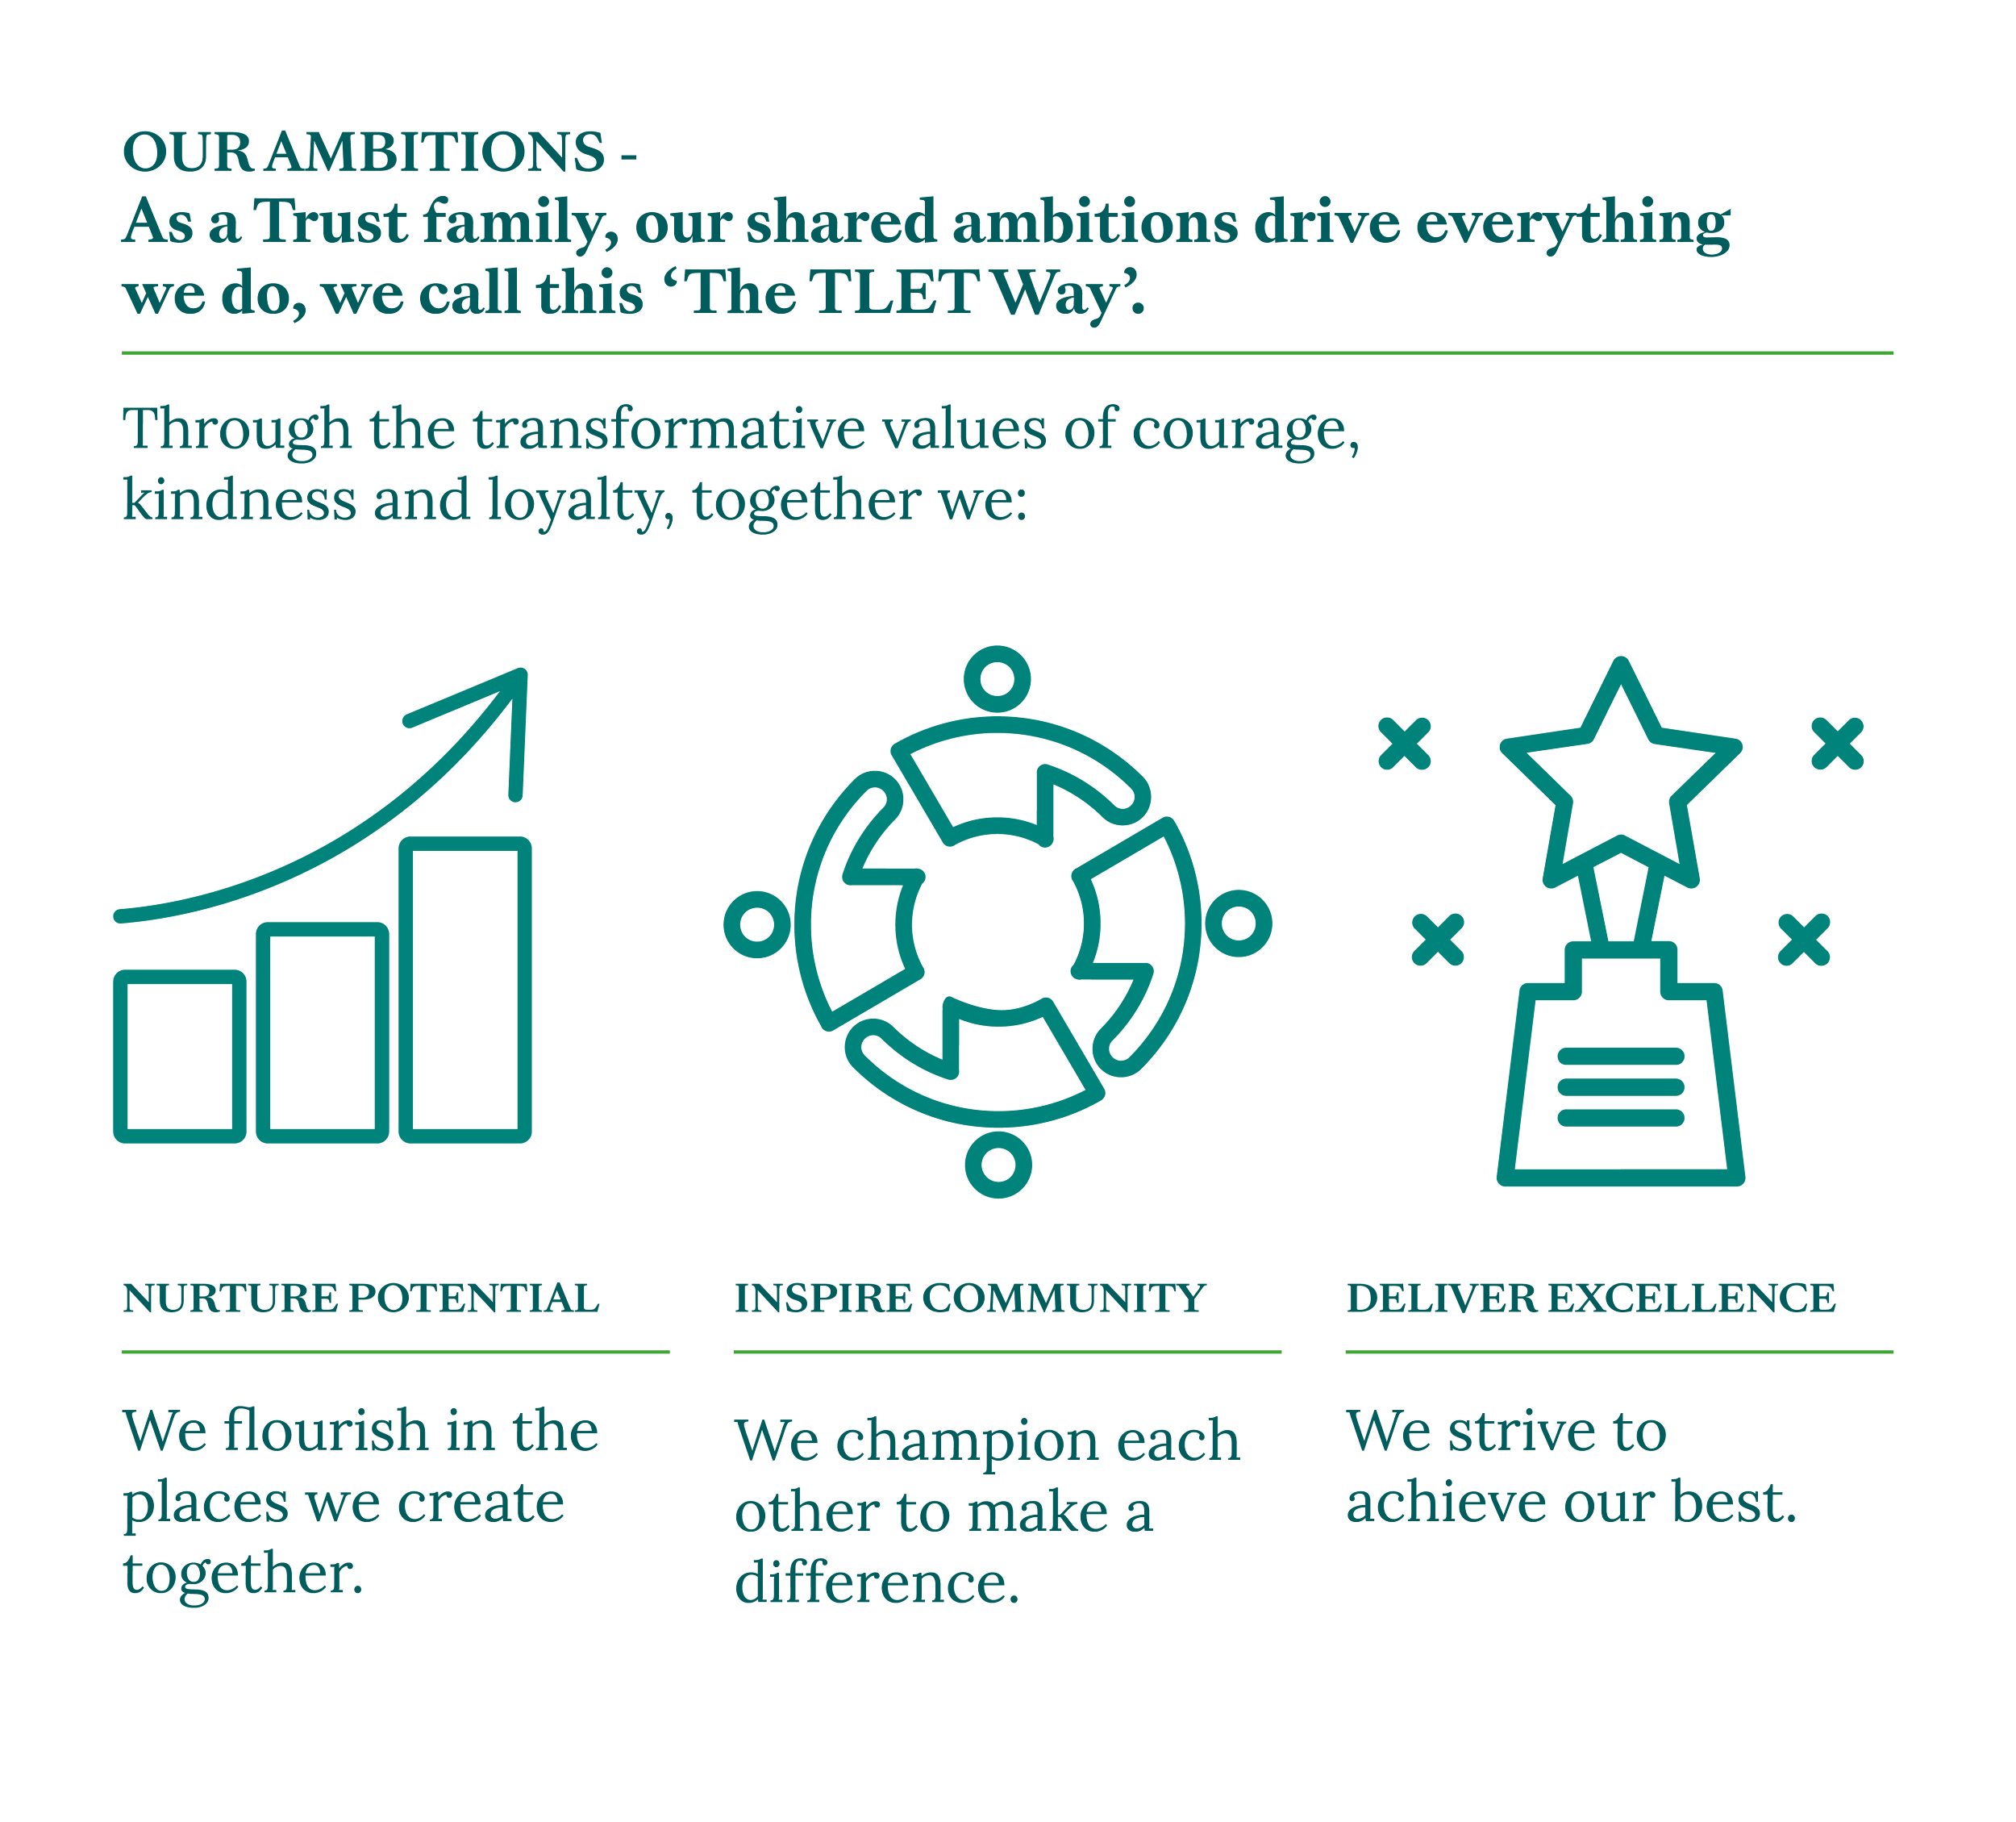 OUR AMBITIONS -
As a Trust family, our shared ambitions drive everything
we do, we call this ‘The TLET Way’.
Through the transformative values of courage,
kindness and loyalty, together we:
NURTURE POTENTIAL
We flourish in the
places we create
together.
INSPIRE COMMUNITY
We champion each
other to make a
difference.
DELIVER EXCELLENCE
We strive to
achieve our best.